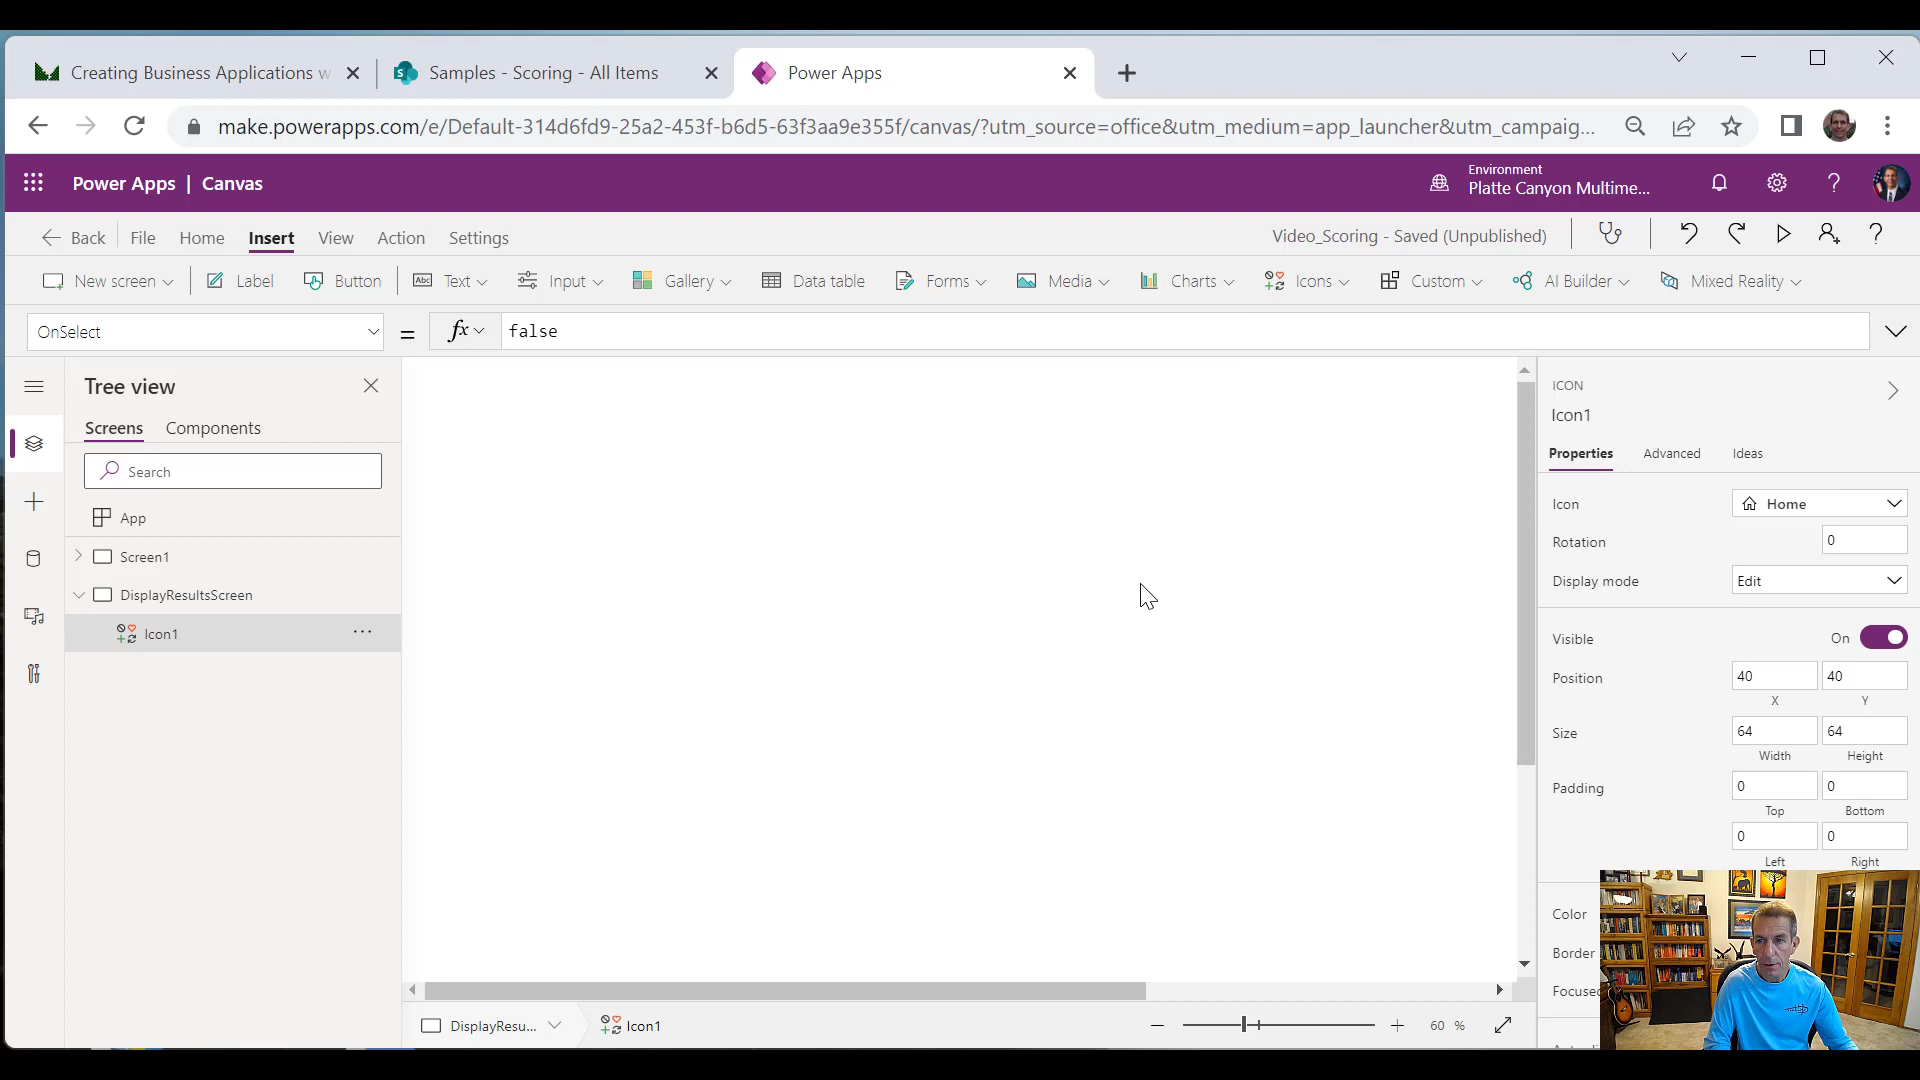 Creating Business Applications w
Samples - Scoring - All Items
Power Apps
make.powerapps.com/e/Default-314d6fd9-25a2-453f-b6d5-63f3aa9e355f/canvas/?utm_source=office&utm_medium=app_launcher&utm_campaig...
Power Apps | Canvas
Environment
Platte Canyon Multime...
Back
File
Home
Insert
View
Action
Settings
Video_Scoring - Saved (Unpublished)
New screen
Label
Button
Abc
Text
Input
Gallery
Data table
Forms
Media
Charts
Icons
Custom
AI Builder
Mixed Reality
OnSelect
=
fx
false
Tree view
Screens
Components
Search
App
Screen1
DisplayResultsScreen
Icon1
ICON
Icon1
Properties
Advanced
Ideas
Icon
Home
Rotation
0
Display mode
Edit
Visible
On
Position
40
40
X
Y
Size
64
64
Width
Height
Padding
0
0
Top
Bottom
0
0
Left
Right
Color
Border
Focused
DisplayResu...
Icon1
60 %